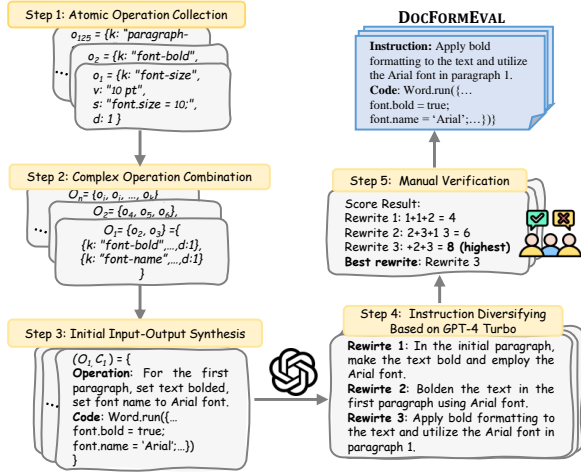 Step 1: Atomic Operation Collection
o125 = {k: "paragraph-
o2 = {k: "font-bold",
o1 = {k: "font-size",
v: "10 pt",
s: "font.size = 10;",
d: 1 }
...
Step 2: Complex Operation Combination
On= {oi, oi, ..., ok}
O2= {o4, o5, o6},
O1= {o2, o3} ={
{k: "font-bold",…,d:1},
{k: "font-name",..,d:1}
}
...
Step 3: Initial Input-Output Synthesis
(O1, C1 ) = {
Operation: For the first
paragraph, set text bolded,
set font name to Arial font.
Code: Word.run({…
font.bold = true;
font.name = ‘Arial’;…})
}
...
Step 4: Instruction Diversifying
Based on GPT-4 Turbo
Rewirte 1: In the initial paragraph,
make the text bold and employ the
Arial font.
Rewrite 2: Bolden the text in the
first paragraph using Arial font.
Rewrite 3: Apply bold formatting to
the text and utilize the Arial font in
paragraph 1.
Step 5: Manual Verification
Score Result:
Rewrite 1: 1+1+2 = 4
Rewrite 2: 2+3+1 3 = 6
Rewrite 3: +2+3 = 8 (highest)
Best rewrite: Rewrite 3
DOCFORMEVAL
Instruction: Apply bold
formatting to the text and utilize
the Arial font in paragraph 1.
Code: Word.run({…
font.bold = true;
font.name = ‘Arial’;…})}